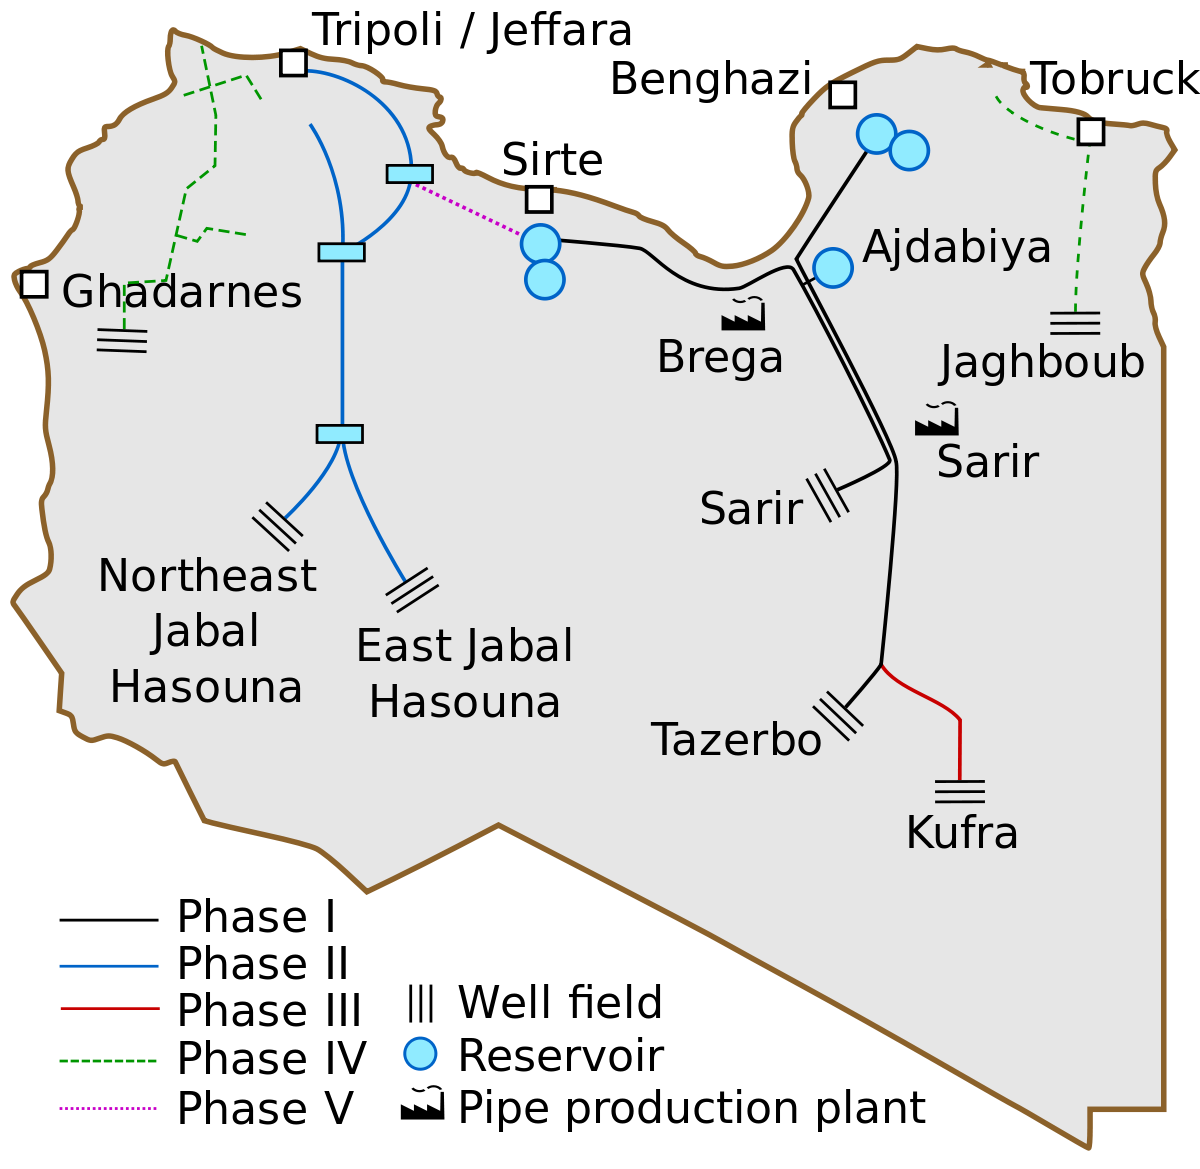 Tripoli / Jeffara
Benghazi
Tobruck
Sirte
Ajdabiya
Ghadarnes
Brega
Jaghboub
Sarir
Sarir
Northeast
Jabal
Hasouna
East Jabal
Hasouna
Tazerbo
Kufra
Phase I
Phase II
Phase III
Phase IV
Phase V
Well field
Reservoir
Pipe production plant